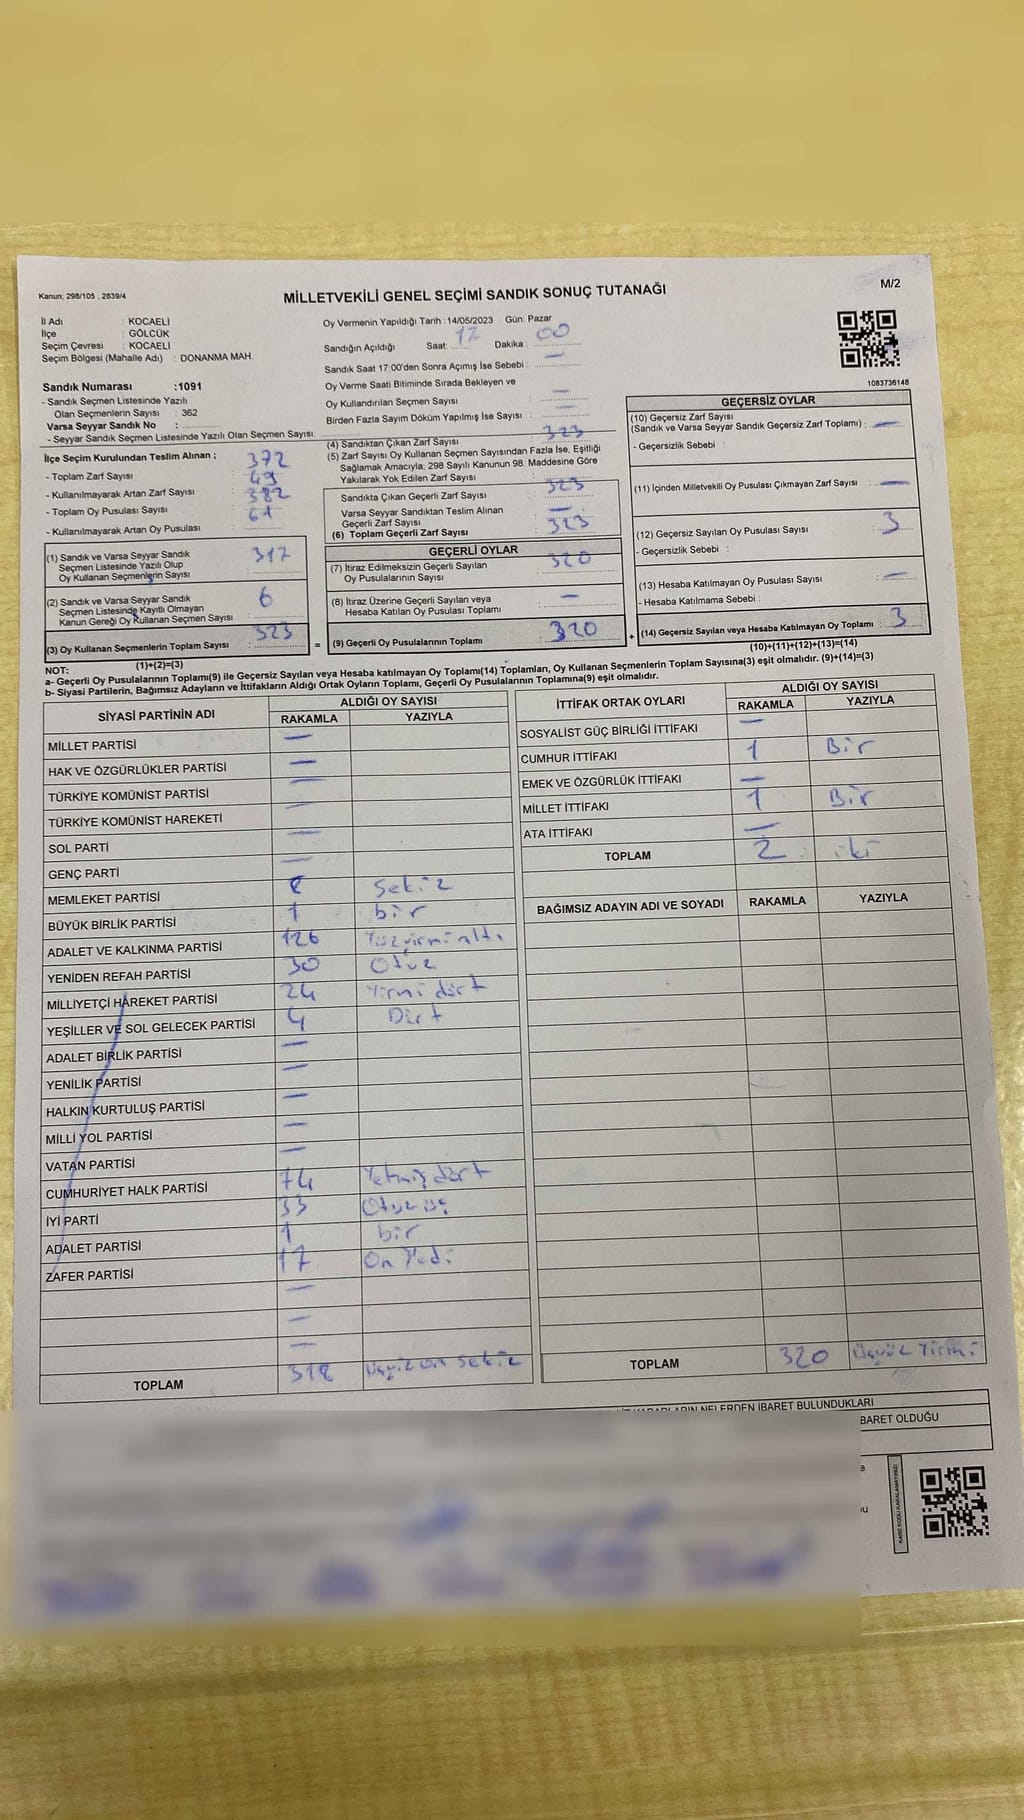 Kanun: 298/105 , 2839/4
MİLLETVEKİLİ GENEL SEÇİMİ SANDIK SONUÇ TUTANAĞI
M/2
İl Adı : KOCAELİ
İlçe : GÖLCÜK
Seçim Çevresi : KOCAELİ
Seçim Bölgesi (Mahalle Adı) : DONANMA MAH.
Sandık Numarası :1091
- Sandık Seçmen Listesinde Yazılı
Olan Seçmenlerin Sayısı : 362
Varsa Seyyar Sandık No :
- Seyyar Sandık Seçmen Listesinde Yazılı Olan Seçmen Sayısı:
Oy Vermenin Yapıldığı Tarih : 14/05/2023 Gün: Pazar
Sandığın Açıldığı Saat: 17 Dakika : 00
Sandık Saat 17:00'den Sonra Açımış İse Sebebi : —
Oy Verme Saati Bitiminde Sırada Bekleyen ve
Oy Kullandırılan Seçmen Sayısı : —
Birden Fazla Sayım Döküm Yapılmış İse Sayısı : —
1083736148
İlçe Seçim Kurulundan Teslim Alınan ;
- Toplam Zarf Sayısı : 372
- Kullanılmayarak Artan Zarf Sayısı : 49
- Toplam Oy Pusulası Sayısı : 382
- Kullanılmayarak Artan Oy Pusulası : 61
(1) Sandık ve Varsa Seyyar Sandık
Seçmen Listesinde Yazılı Olup
Oy Kullanan Seçmenlerin Sayısı : 317
(2) Sandık ve Varsa Seyyar Sandık
Seçmen Listesinde Kayıtlı Olmayan
Kanun Gereği Oy Kullanan Seçmen Sayısı : 6
(3) Oy Kullanan Seçmenlerin Toplam Sayısı : 323
(1)+(2)=(3)
(4) Sandıktan Çıkan Zarf Sayısı : 323
(5) Zarf Sayısı Oy Kullanan Seçmen Sayısından Fazla İse, Eşitliği
Sağlamak Amacıyla; 298 Sayılı Kanunun 98. Maddesine Göre
Yakılarak Yok Edilen Zarf Sayısı :
Sandıkta Çıkan Geçerli Zarf Sayısı : 323
Varsa Seyyar Sandıktan Teslim Alınan
Geçerli Zarf Sayısı : —
(6) Toplam Geçerli Zarf Sayısı : 323
GEÇERLİ OYLAR
(7) İtiraz Edilmeksizin Geçerli Sayılan
Oy Pusulalarının Sayısı : 320
(8) İtiraz Üzerine Geçerli Sayılan veya
Hesaba Katılan Oy Pusulası Toplamı : —
= (9) Geçerli Oy Pusulalarının Toplamı : 320
GEÇERSİZ OYLAR
(10) Geçersiz Zarf Sayısı
(Sandık ve Varsa Seyyar Sandık Geçersiz Zarf Toplamı) : —
- Geçersizlik Sebebi :
(11) İçinden Milletvekili Oy Pusulası Çıkmayan Zarf Sayısı : —
(12) Geçersiz Sayılan Oy Pusulası Sayısı : 3
- Geçersizlik Sebebi :
(13) Hesaba Katılmayan Oy Pusulası Sayısı : —
- Hesaba Katılmama Sebebi :
+ (14) Geçersiz Sayılan veya Hesaba Katılmayan Oy Toplamı : 3
(10)+(11)+(12)+(13)=(14)
NOT:
a- Geçerli Oy Pusulalarının Toplamı(9) ile Geçersiz Sayılan veya Hesaba katılmayan Oy Toplamı(14) Toplamları, Oy Kullanan Seçmenlerin Toplam Sayısına(3) eşit olmalıdır. (9)+(14)=(3)
b- Siyasi Partilerin, Bağımsız Adayların ve İttifakların Aldığı Ortak Oyların Toplamı, Geçerli Oy Pusulalarının Toplamına(9) eşit olmalıdır.
SİYASİ PARTİNİN ADI ALDIĞI OY SAYISI
RAKAMLA YAZIYLA
MİLLET PARTİSİ —
HAK VE ÖZGÜRLÜKLER PARTİSİ —
TÜRKİYE KOMÜNİST PARTİSİ —
TÜRKİYE KOMÜNİST HAREKETİ —
SOL PARTİ —
GENÇ PARTİ —
MEMLEKET PARTİSİ 8 Sekiz
BÜYÜK BİRLİK PARTİSİ 1 bir
ADALET VE KALKINMA PARTİSİ 126 Yüzyirmi altı
YENİDEN REFAH PARTİSİ 30 Otuz
MİLLİYETÇİ HAREKET PARTİSİ 24 Yirmi dört
YEŞİLLER VE SOL GELECEK PARTİSİ 4 Dört
ADALET BİRLİK PARTİSİ —
YENİLİK PARTİSİ —
HALKIN KURTULUŞ PARTİSİ —
MİLLİ YOL PARTİSİ —
VATAN PARTİSİ —
CUMHURİYET HALK PARTİSİ 74 Yetmiş dört
İYİ PARTİ 33 Otuz üç
ADALET PARTİSİ 1 bir
ZAFER PARTİSİ 17 On Yedi
—
—
—
TOPLAM 318 Üçyüz on sekiz
İTTİFAK ORTAK OYLARI ALDIĞI OY SAYISI
RAKAMLA YAZIYLA
SOSYALİST GÜÇ BİRLİĞİ İTTİFAKI —
CUMHUR İTTİFAKI 1 Bir
EMEK VE ÖZGÜRLÜK İTTİFAKI —
MİLLET İTTİFAKI 1 Bir
ATA İTTİFAKI —
TOPLAM 2 iki
BAĞIMSIZ ADAYIN ADI VE SOYADI RAKAMLA YAZIYLA
TOPLAM 320 Üçyüz Yirmi
NELERDEN İBARET BULUNDUKLARI
BARET OLDUĞU